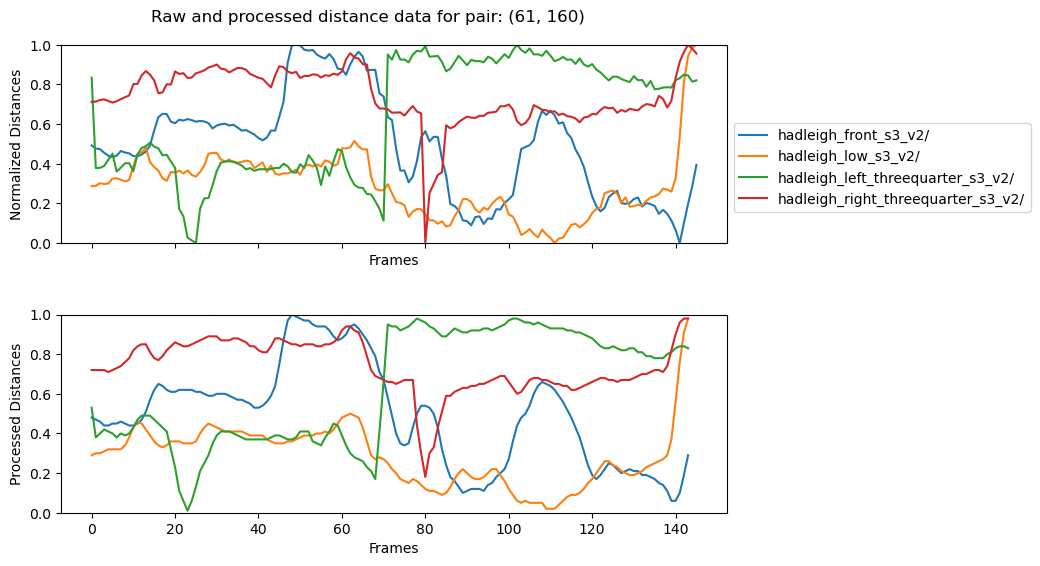 Raw and processed distance data for pair: (61, 160)
1.0
0.8
0.6
0.4
0.2
0.0
Normalized Distances
Frames
hadleigh_front_s3_v2/
hadleigh_low_s3_v2/
hadleigh_left_threequarter_s3_v2/
hadleigh_right_threequarter_s3_v2/
1.0
0.8
0.6
0.4
0.2
0.0
Processed Distances
0 20 40 60 80 100 120 140
Frames